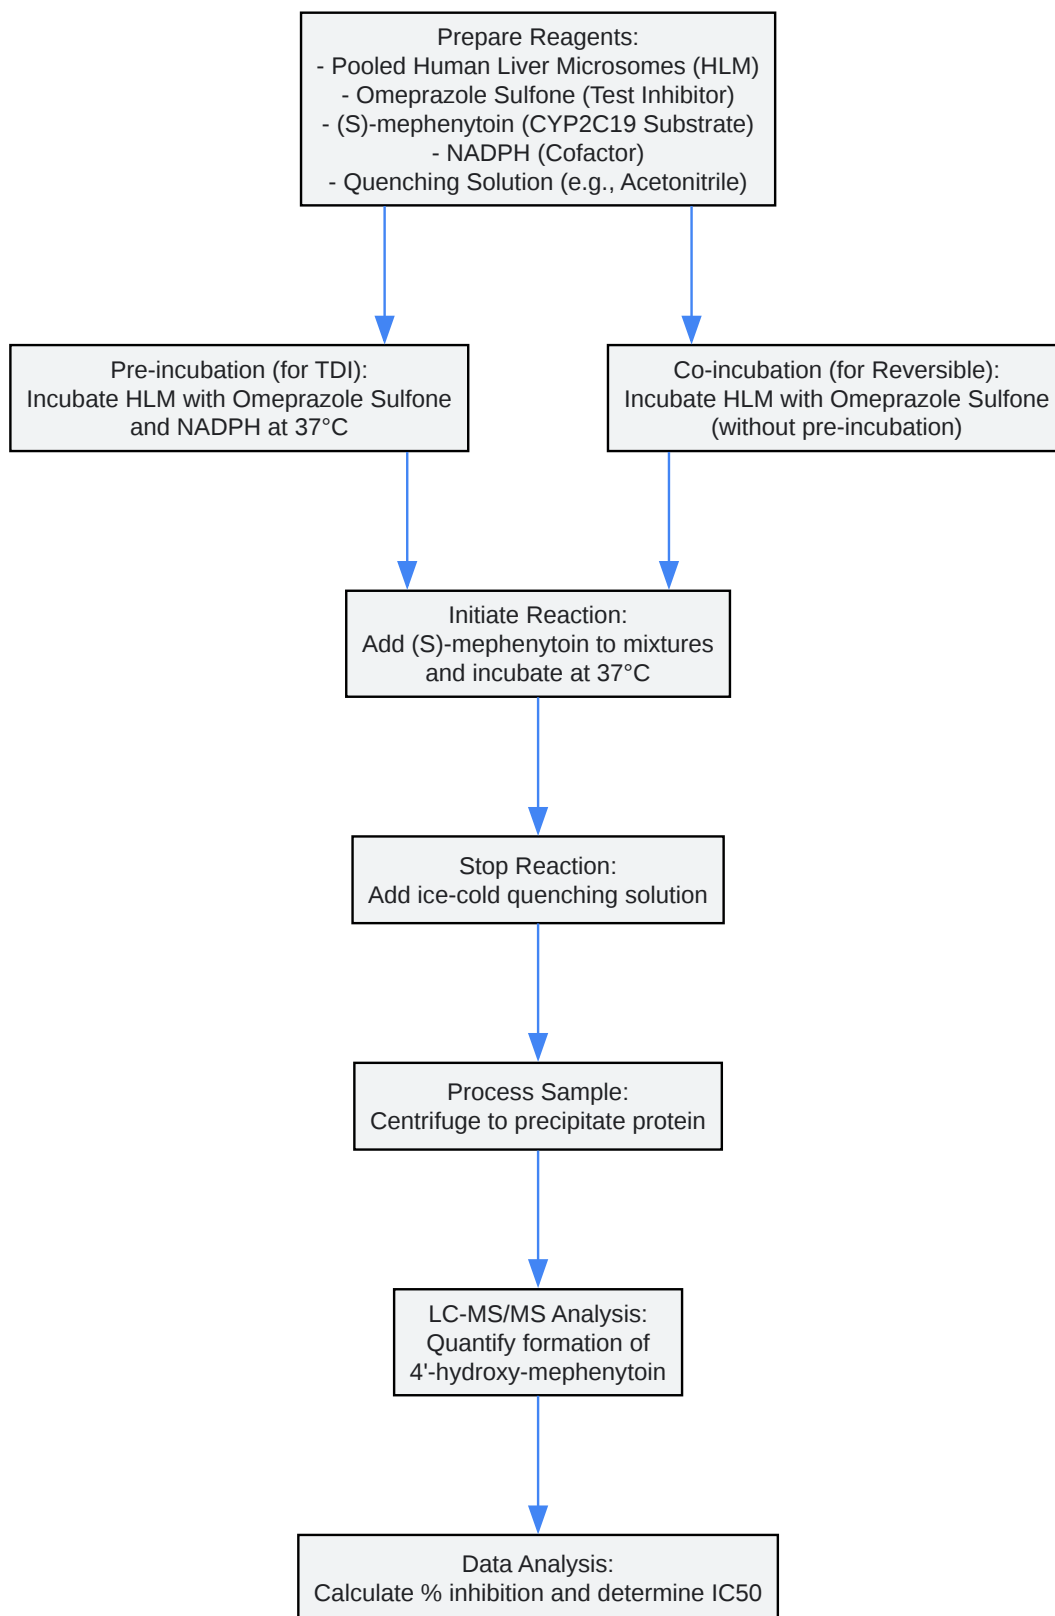 Prepare Reagents:
- Pooled Human Liver Microsomes (HLM)
- Omeprazole Sulfone (Test Inhibitor)
- (S)-mephenytoin (CYP2C19 Substrate)
- NADPH (Cofactor)
- Quenching Solution (e.g., Acetonitrile)
Pre-incubation (for TDI):
Incubate HLM with Omeprazole Sulfone
and NADPH at 37°C
Co-incubation (for Reversible):
Incubate HLM with Omeprazole Sulfone
(without pre-incubation)
Initiate Reaction:
Add (S)-mephenytoin to mixtures
and incubate at 37°C
Stop Reaction:
Add ice-cold quenching solution
Process Sample:
Centrifuge to precipitate protein
LC-MS/MS Analysis:
Quantify formation of
4'-hydroxy-mephenytoin
Data Analysis:
Calculate % inhibition and determine IC50